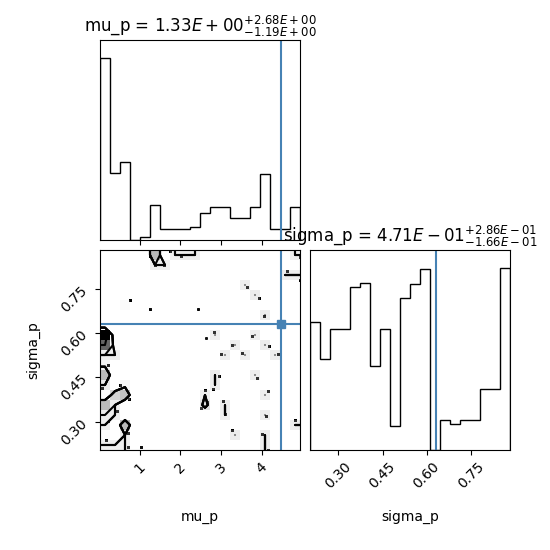 mu_p = 1.33E + 00+2.68E+00 −1.19E+00
sigma_p = 4.71E − 01+2.86E−01 −1.66E−01
sigma_p
0.75
0.60
0.45
0.30
1 2 3 4
0.30 0.45 0.60 0.75
mu_p
sigma_p